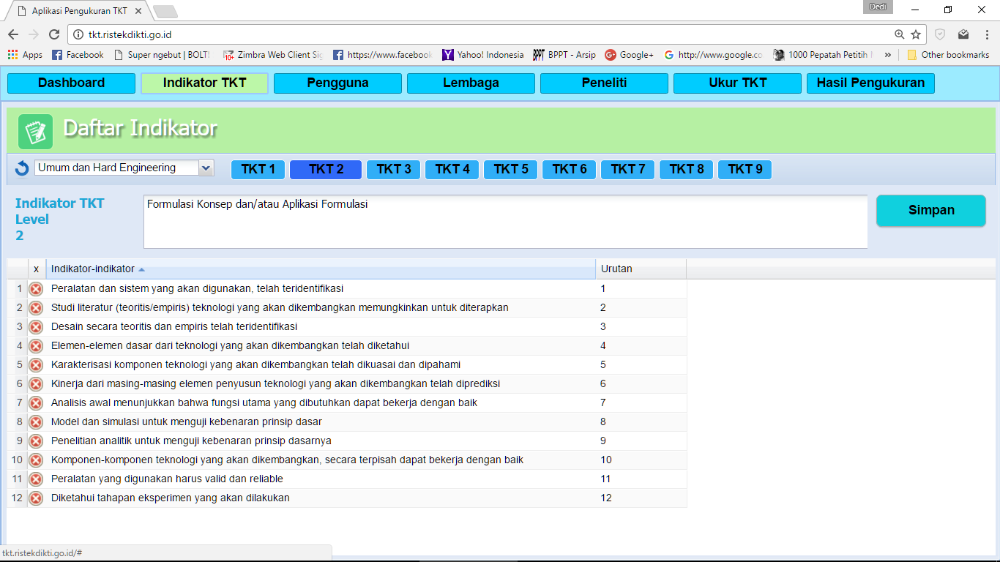 Aplikasi Pengukuran TKT
Dedi
tkt.ristekdikti.go.id
Apps Facebook Super ngebut | BOLT! Zimbra Web Client Sig https://www.facebook Yahoo! Indonesia BPPT - Arsip Google+ http://www.google.co 1000 Pepatah Petitih » Other bookmarks
Dashboard Indikator TKT Pengguna Lembaga Peneliti Ukur TKT Hasil Pengukuran
Daftar Indikator
Umum dan Hard Engineering TKT 1 TKT 2 TKT 3 TKT 4 TKT 5 TKT 6 TKT 7 TKT 8 TKT 9
Indikator TKT
Level
2
Formulasi Konsep dan/atau Aplikasi Formulasi
Simpan
x Indikator-indikator Urutan
1 Peralatan dan sistem yang akan digunakan, telah teridentifikasi 1
2 Studi literatur (teoritis/empiris) teknologi yang akan dikembangkan memungkinkan untuk diterapkan 2
3 Desain secara teoritis dan empiris telah teridentifikasi 3
4 Elemen-elemen dasar dari teknologi yang akan dikembangkan telah diketahui 4
5 Karakterisasi komponen teknologi yang akan dikembangkan telah dikuasai dan dipahami 5
6 Kinerja dari masing-masing elemen penyusun teknologi yang akan dikembangkan telah diprediksi 6
7 Analisis awal menunjukkan bahwa fungsi utama yang dibutuhkan dapat bekerja dengan baik 7
8 Model dan simulasi untuk menguji kebenaran prinsip dasar 8
9 Penelitian analitik untuk menguji kebenaran prinsip dasarnya 9
10 Komponen-komponen teknologi yang akan dikembangkan, secara terpisah dapat bekerja dengan baik 10
11 Peralatan yang digunakan harus valid dan reliable 11
12 Diketahui tahapan eksperimen yang akan dilakukan 12
tkt.ristekdikti.go.id/#